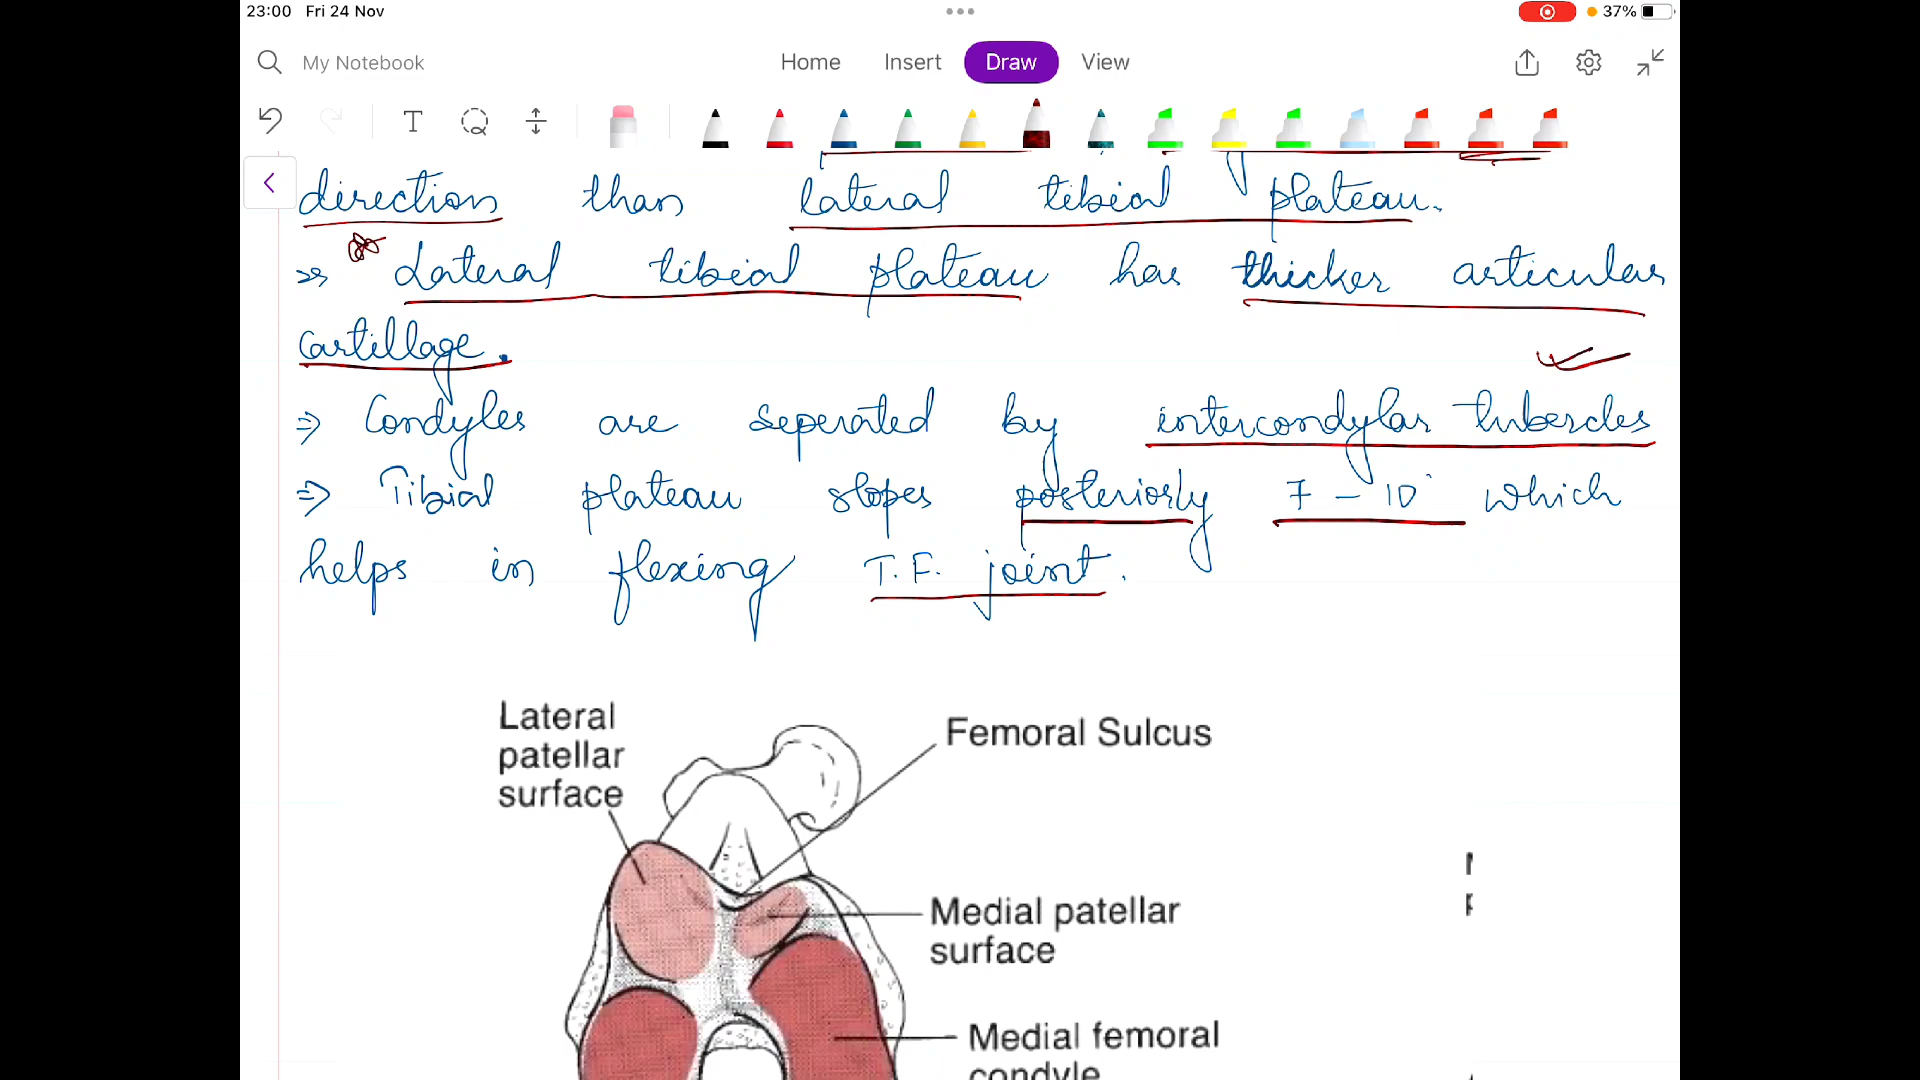 23:00 Fri 24 Nov
37%
My Notebook
Home Insert Draw View
T
direction than lateral tibial plateau.
Lateral tibial plateau has thicker articular
cartillage.
⇒ Condyles are seperated by intercondylar tubercles
⇒ Tibial plateau slopes posteriorly 7 - 10° which
helps in flexing T.F. joint.
Lateral
patellar
surface
Femoral Sulcus
Medial patellar
surface
Medial femoral
condyle